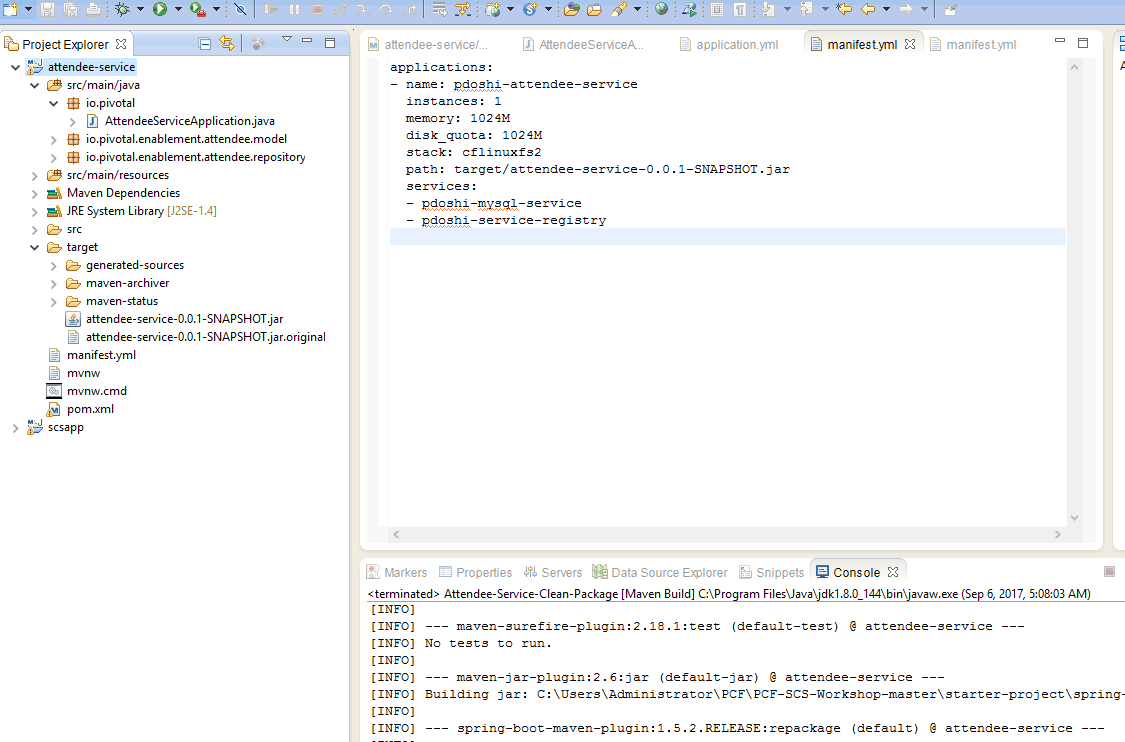 Project Explorer
attendee-service
src/main/java
io.pivotal
AttendeeServiceApplication.java
io.pivotal.enablement.attendee.model
io.pivotal.enablement.attendee.repository
src/main/resources
Maven Dependencies
JRE System Library [J2SE-1.4]
src
target
generated-sources
maven-archiver
maven-status
attendee-service-0.0.1-SNAPSHOT.jar
attendee-service-0.0.1-SNAPSHOT.jar.original
manifest.yml
mvnw
mvnw.cmd
pom.xml
scsapp
attendee-service/... AttendeeServiceA... application.yml manifest.yml manifest.yml
applications:
- name: pdoshi-attendee-service
instances: 1
memory: 1024M
disk_quota: 1024M
stack: cflinuxfs2
path: target/attendee-service-0.0.1-SNAPSHOT.jar
services:
- pdoshi-mysql-service
- pdoshi-service-registry
Markers Properties Servers Data Source Explorer Snippets Console
<terminated> Attendee-Service-Clean-Package [Maven Build] C:\Program Files\Java\jdk1.8.0_144\bin\javaw.exe (Sep 6, 2017, 5:08:03 AM)
[INFO]
[INFO] --- maven-surefire-plugin:2.18.1:test (default-test) @ attendee-service ---
[INFO] No tests to run.
[INFO]
[INFO] --- maven-jar-plugin:2.6:jar (default-jar) @ attendee-service ---
[INFO] Building jar: C:\Users\Administrator\PCF\PCF-SCS-Workshop-master\starter-project\spring-
[INFO]
[INFO] --- spring-boot-maven-plugin:1.5.2.RELEASE:repackage (default) @ attendee-service ---